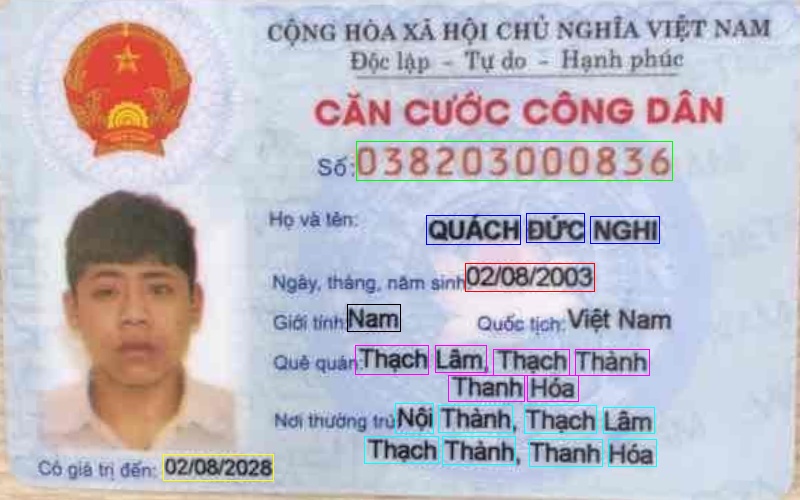 CỘNG HÒA XÃ HỘI CHỦ NGHĨA VIỆT NAM
Độc lập - Tự do - Hạnh phúc
CĂN CƯỚC CÔNG DÂN
Số: 038203000836
Họ và tên: QUÁCH ĐỨC NGHI
Ngày, tháng, năm sinh: 02/08/2003
Giới tính: Nam Quốc tịch: Việt Nam
Quê quán: Thạch Lâm, Thạch Thành
Thanh Hóa
Nơi thường trú: Nội Thành, Thạch Lâm
Thạch Thành, Thanh Hóa
Có giá trị đến: 02/08/2028